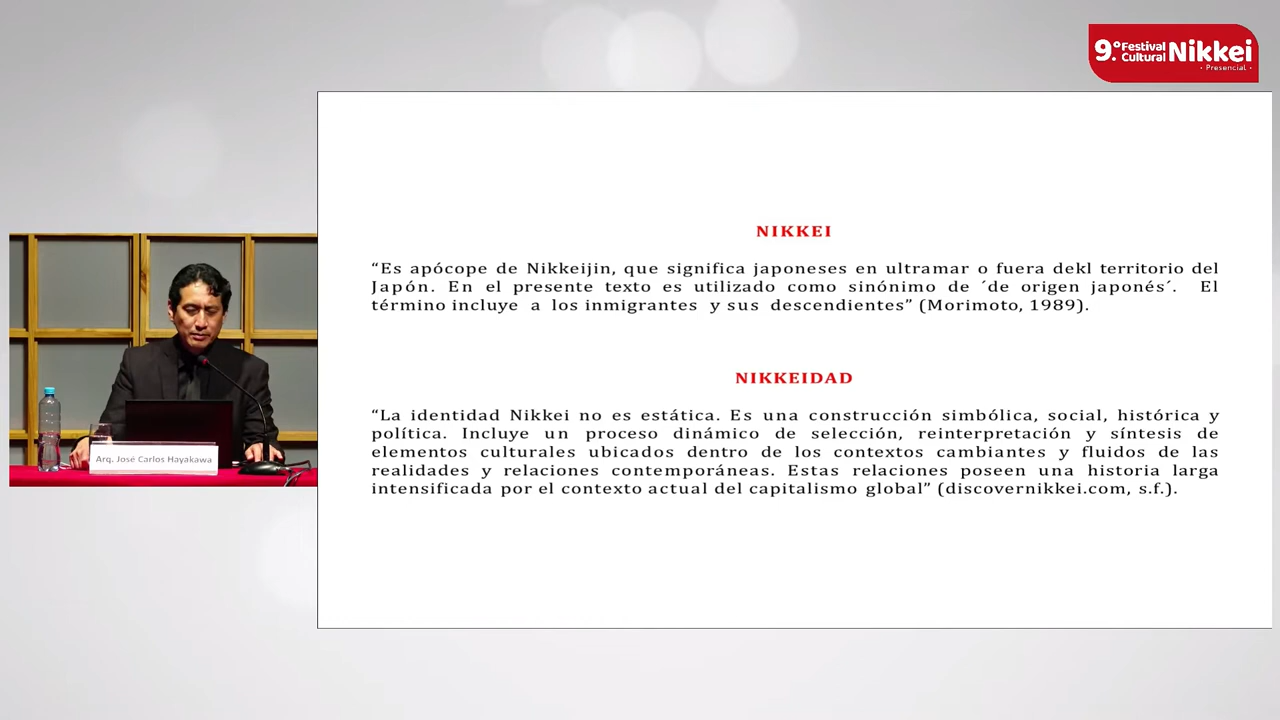 9.º Festival Cultural Nikkei
· Presencial ·
NIKKEI
“Es apócope de Nikkeijin, que significa japoneses en ultramar o fuera dekl territorio del
Japón. En el presente texto es utilizado como sinónimo de ´de origen japonés´. El
término incluye a los inmigrantes y sus descendientes” (Morimoto, 1989).
NIKKEIDAD
“La identidad Nikkei no es estática. Es una construcción simbólica, social, histórica y
política. Incluye un proceso dinámico de selección, reinterpretación y síntesis de
elementos culturales ubicados dentro de los contextos cambiantes y fluidos de las
realidades y relaciones contemporáneas. Estas relaciones poseen una historia larga
intensificada por el contexto actual del capitalismo global” (discovernikkei.com, s.f.).
Arq. José Carlos Hayakawa